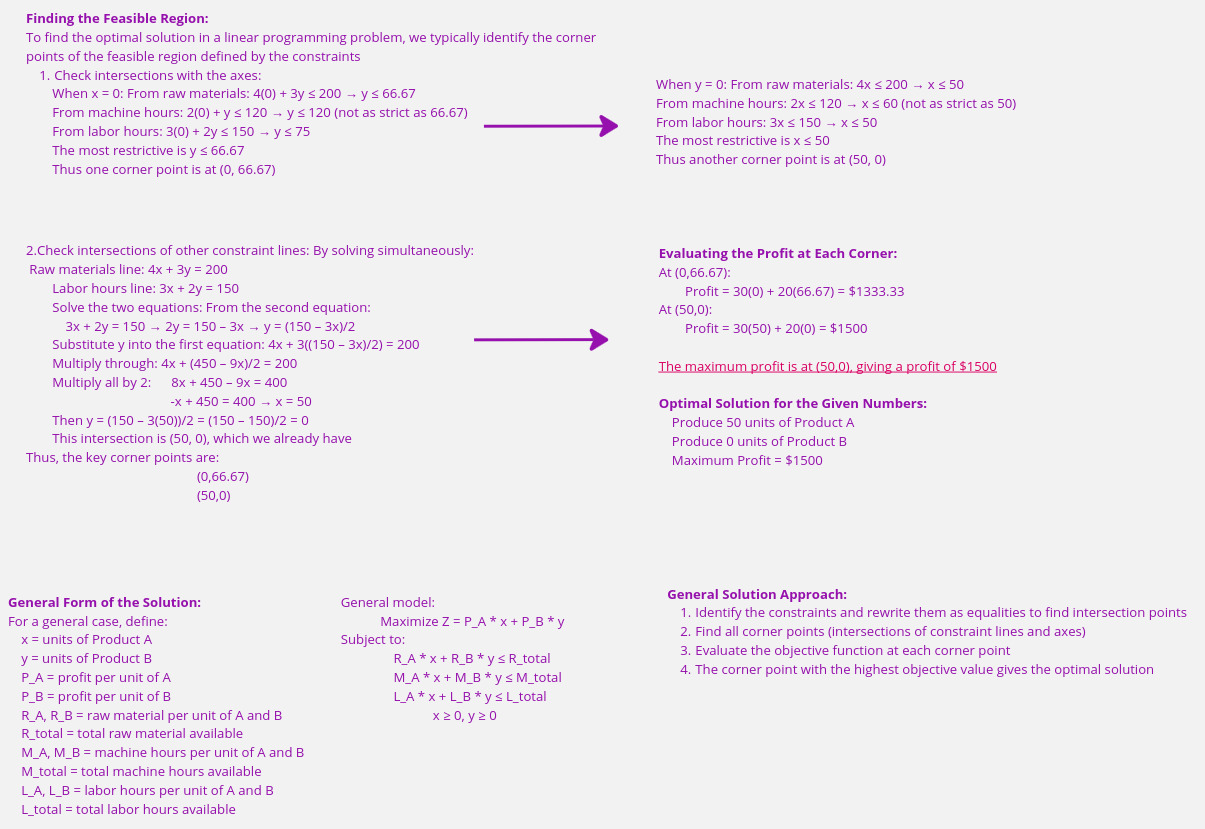 Finding the Feasible Region:
To find the optimal solution in a linear programming problem, we typically identify the corner
points of the feasible region defined by the constraints
1. Check intersections with the axes:
When x = 0: From raw materials: 4(0) + 3y ≤ 200 → y ≤ 66.67
From machine hours: 2(0) + y ≤ 120 → y ≤ 120 (not as strict as 66.67)
From labor hours: 3(0) + 2y ≤ 150 → y ≤ 75
The most restrictive is y ≤ 66.67
Thus one corner point is at (0, 66.67)
When y = 0: From raw materials: 4x ≤ 200 → x ≤ 50
From machine hours: 2x ≤ 120 → x ≤ 60 (not as strict as 50)
From labor hours: 3x ≤ 150 → x ≤ 50
The most restrictive is x ≤ 50
Thus another corner point is at (50, 0)
2.Check intersections of other constraint lines: By solving simultaneously:
Raw materials line: 4x + 3y = 200
Labor hours line: 3x + 2y = 150
Solve the two equations: From the second equation:
3x + 2y = 150 → 2y = 150 – 3x → y = (150 – 3x)/2
Substitute y into the first equation: 4x + 3((150 – 3x)/2) = 200
Multiply through: 4x + (450 – 9x)/2 = 200
Multiply all by 2: 8x + 450 – 9x = 400
-x + 450 = 400 → x = 50
Then y = (150 – 3(50))/2 = (150 – 150)/2 = 0
This intersection is (50, 0), which we already have
Thus, the key corner points are:
(0,66.67)
(50,0)
Evaluating the Profit at Each Corner:
At (0,66.67):
Profit = 30(0) + 20(66.67) = $1333.33
At (50,0):
Profit = 30(50) + 20(0) = $1500
The maximum profit is at (50,0), giving a profit of $1500
Optimal Solution for the Given Numbers:
Produce 50 units of Product A
Produce 0 units of Product B
Maximum Profit = $1500
General Form of the Solution:
For a general case, define:
x = units of Product A
y = units of Product B
P_A = profit per unit of A
P_B = profit per unit of B
R_A, R_B = raw material per unit of A and B
R_total = total raw material available
M_A, M_B = machine hours per unit of A and B
M_total = total machine hours available
L_A, L_B = labor hours per unit of A and B
L_total = total labor hours available
General model:
Maximize Z = P_A * x + P_B * y
Subject to:
R_A * x + R_B * y ≤ R_total
M_A * x + M_B * y ≤ M_total
L_A * x + L_B * y ≤ L_total
x ≥ 0, y ≥ 0
General Solution Approach:
1. Identify the constraints and rewrite them as equalities to find intersection points
2. Find all corner points (intersections of constraint lines and axes)
3. Evaluate the objective function at each corner point
4. The corner point with the highest objective value gives the optimal solution